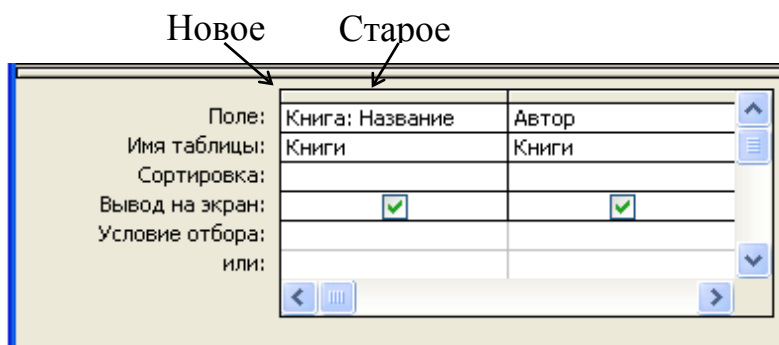 Новое Старое
Поле: Книга: Название Автор
Имя таблицы: Книги Книги
Сортировка:
Вывод на экран:
Условие отбора:
или: